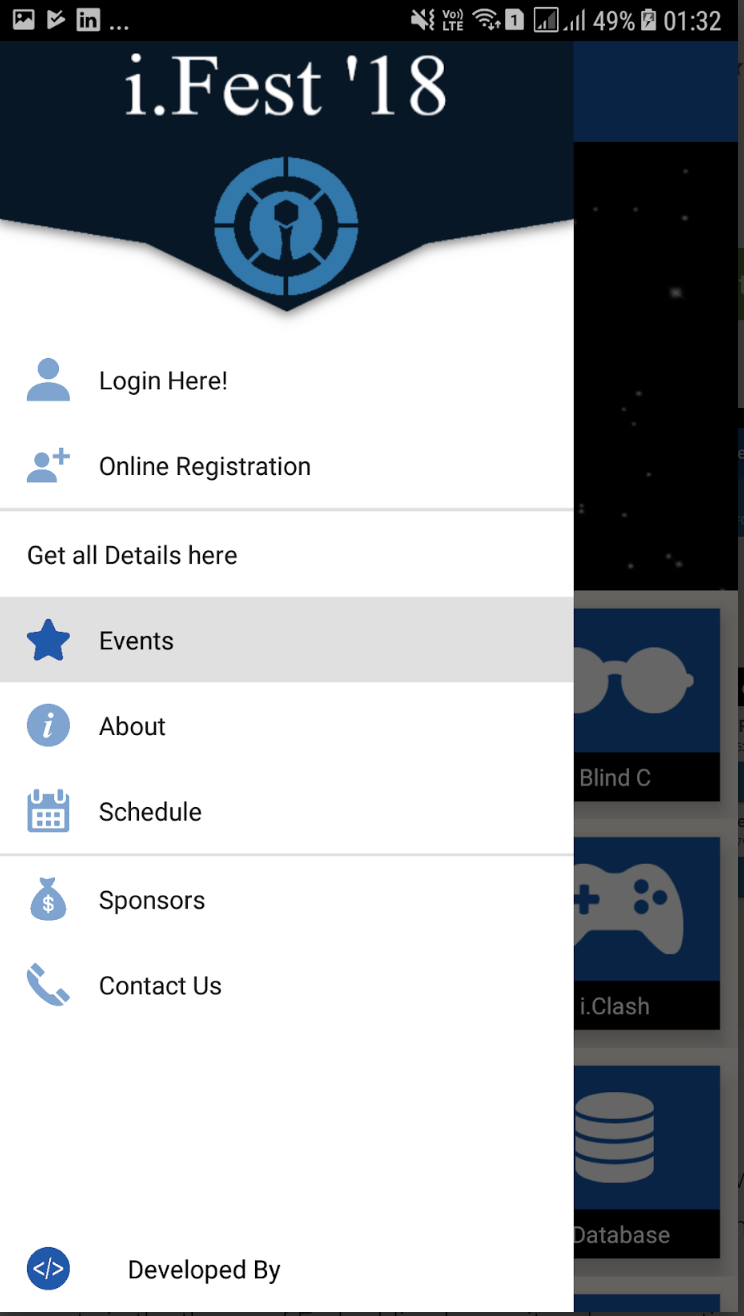 ... Vo)) LTE 1 49% 01:32
i.Fest '18
Login Here!
Online Registration
Get all Details here
Events
About
Schedule
Sponsors
Contact Us
Developed By
Blind C
i.Clash
Database